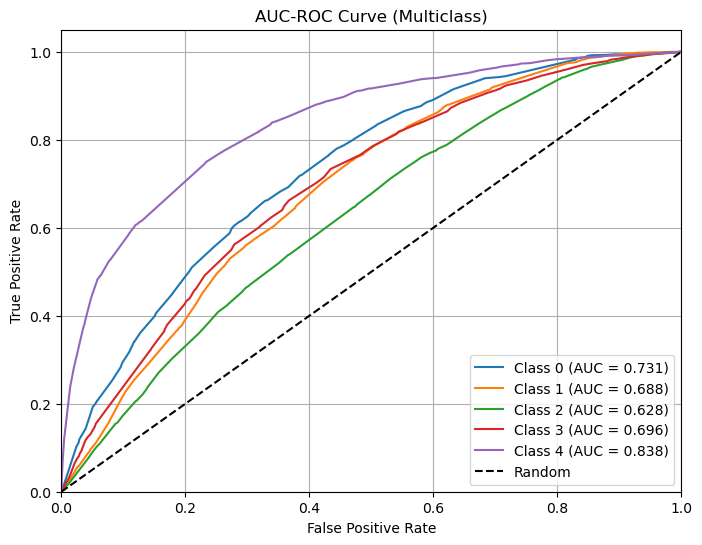 AUC-ROC Curve (Multiclass)
True Positive Rate
1.0
0.8
0.6
0.4
0.2
0.0
Class 0 (AUC = 0.731)
Class 1 (AUC = 0.688)
Class 2 (AUC = 0.628)
Class 3 (AUC = 0.696)
Class 4 (AUC = 0.838)
Random
0.0 0.2 0.4 0.6 0.8 1.0
False Positive Rate